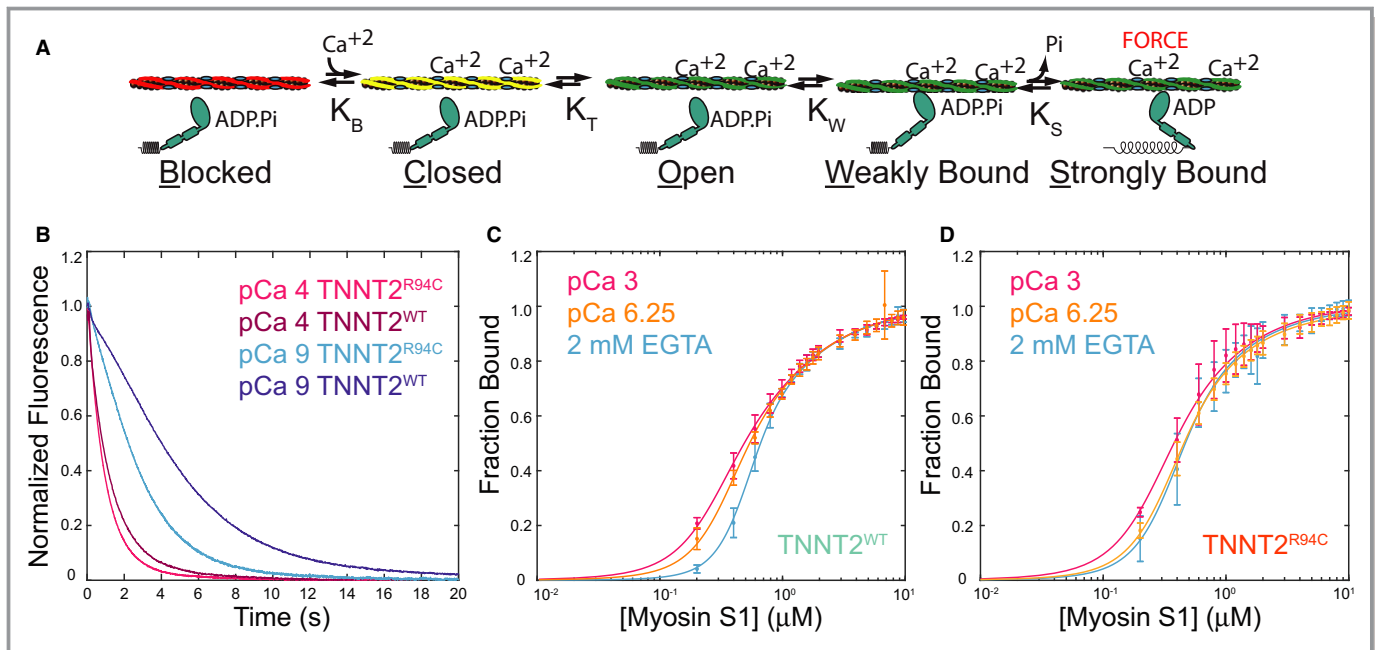 A
Ca+2
Ca+2 Ca+2
Ca+2 Ca+2
Ca+2 Ca+2
Pi
FORCE
Ca+2 Ca+2
ADP.Pi
ADP.Pi
ADP.Pi
ADP.Pi
ADP
KB
KT
KW
KS
Blocked
Closed
Open
Weakly Bound
Strongly Bound
B
Normalized Fluorescence
1.2
1.0
0.8
0.6
0.4
0.2
0
pCa 4 TNNT2R94C
pCa 4 TNNT2WT
pCa 9 TNNT2R94C
pCa 9 TNNT2WT
0 2 4 6 8 10 12 14 16 18 20
Time (s)
C
Fraction Bound
1.2
1.0
0.8
0.6
0.4
0.2
0
pCa 3
pCa 6.25
2 mM EGTA
TNNT2WT
10-2 10-1 100 101
[Myosin S1] (μM)
D
Fraction Bound
1.2
1.0
0.8
0.6
0.4
0.2
0
pCa 3
pCa 6.25
2 mM EGTA
TNNT2R94C
10-2 10-1 100 101
[Myosin S1] (μM)